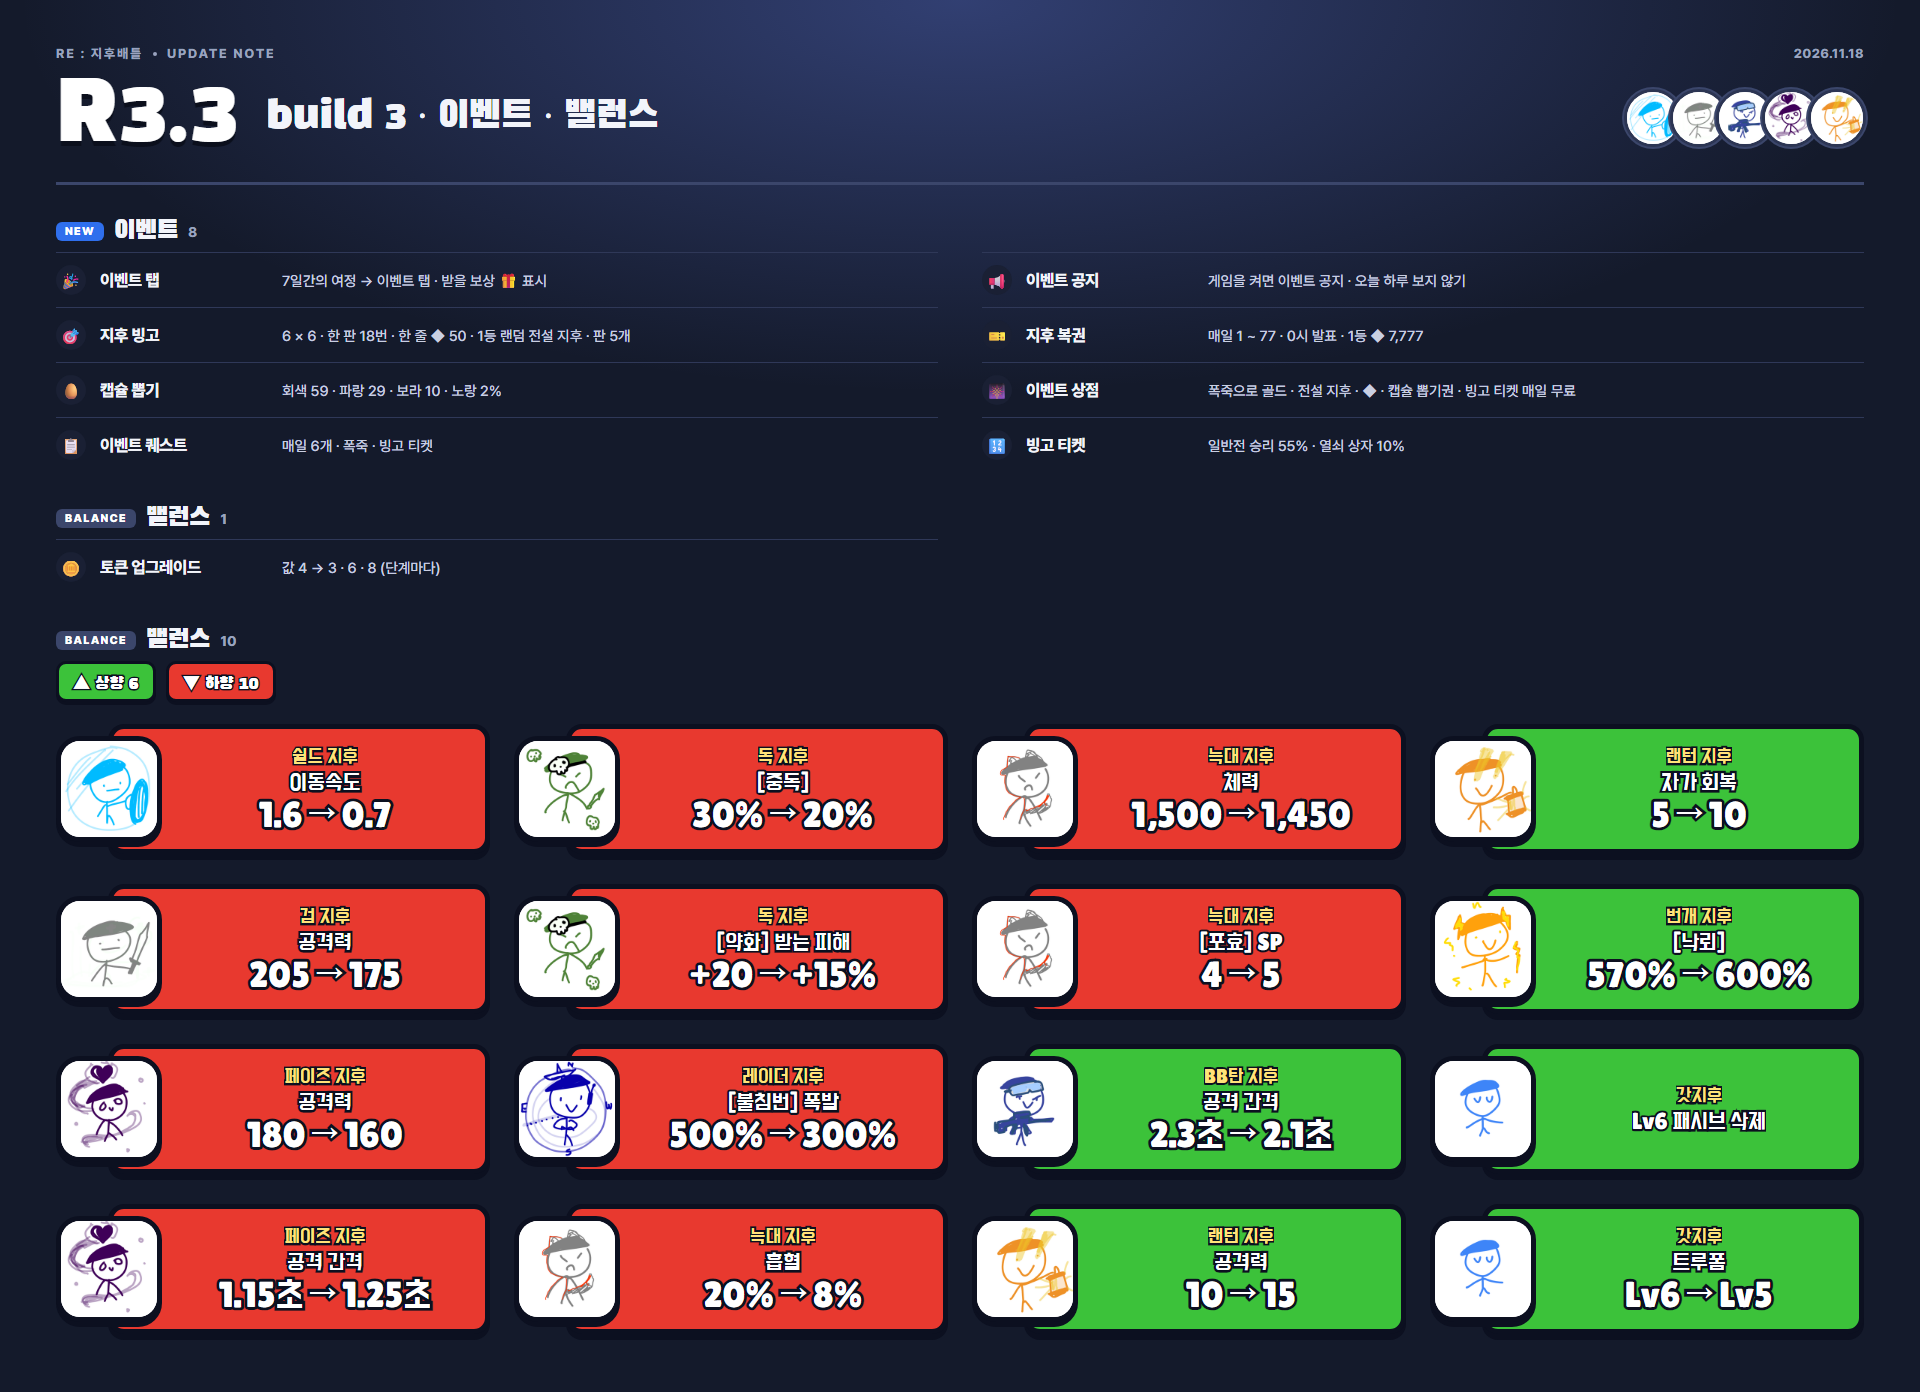 RE : 지후배틀 • UPDATE NOTE
2026.11.18
R3.3 build 3 · 이벤트 · 밸런스
NEW 이벤트 8
이벤트 탭 7일간의 여정 → 이벤트 탭 · 받을 보상 🎁 표시
이벤트 공지 게임을 켜면 이벤트 공지 · 오늘 하루 보지 않기
지후 빙고 6 × 6 · 한 판 18번 · 한 줄 ◆ 50 · 1등 랜덤 전설 지후 · 판 5개
지후 복권 매일 1 ~ 77 · 0시 발표 · 1등 ◆ 7,777
캡슐 뽑기 회색 59 · 파랑 29 · 보라 10 · 노랑 2%
이벤트 상점 폭죽으로 골드 · 전설 지후 · ◆ · 캡슐 뽑기권 · 빙고 티켓 매일 무료
이벤트 퀘스트 매일 6개 · 폭죽 · 빙고 티켓
빙고 티켓 일반전 승리 55% · 열쇠 상자 10%
BALANCE 밸런스 1
토큰 업그레이드 값 4 → 3 · 6 · 8 (단계마다)
BALANCE 밸런스 10
▲ 상향 6
▼ 하향 10
쉴드 지후
이동속도
1.6 → 0.7
독 지후
[중독]
30% → 20%
늑대 지후
체력
1,500 → 1,450
랜턴 지후
자가 회복
5 → 10
검 지후
공격력
205 → 175
독 지후
[약화] 받는 피해
+20 → +15%
늑대 지후
[포효] SP
4 → 5
번개 지후
[낙뢰]
570% → 600%
페이즈 지후
공격력
180 → 160
레이더 지후
[불침번] 폭발
500% → 300%
BB탄 지후
공격 간격
2.3초 → 2.1초
갓지후
Lv6 패시브 삭제
페이즈 지후
공격 간격
1.15초 → 1.25초
늑대 지후
흡혈
20% → 8%
랜턴 지후
공격력
10 → 15
갓지후
드루풀
Lv6 → Lv5